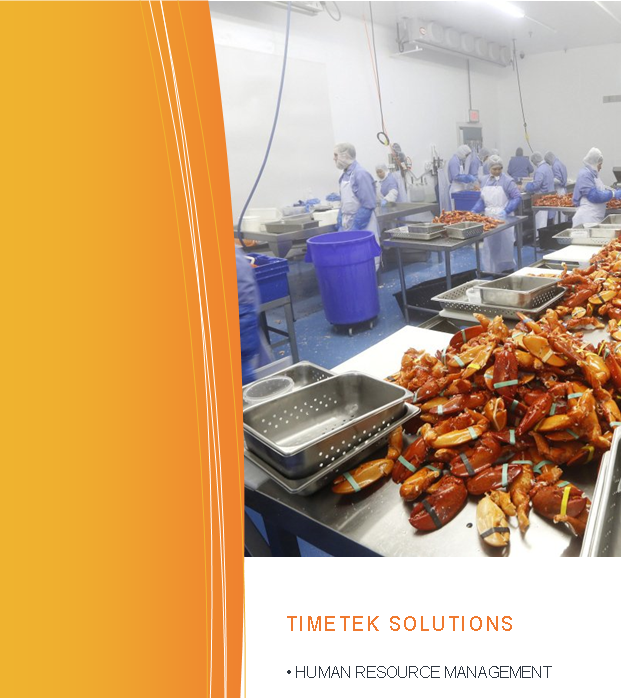 TIMETEK SOLUTIONS
• HUMAN RESOURCE MANAGEMENT